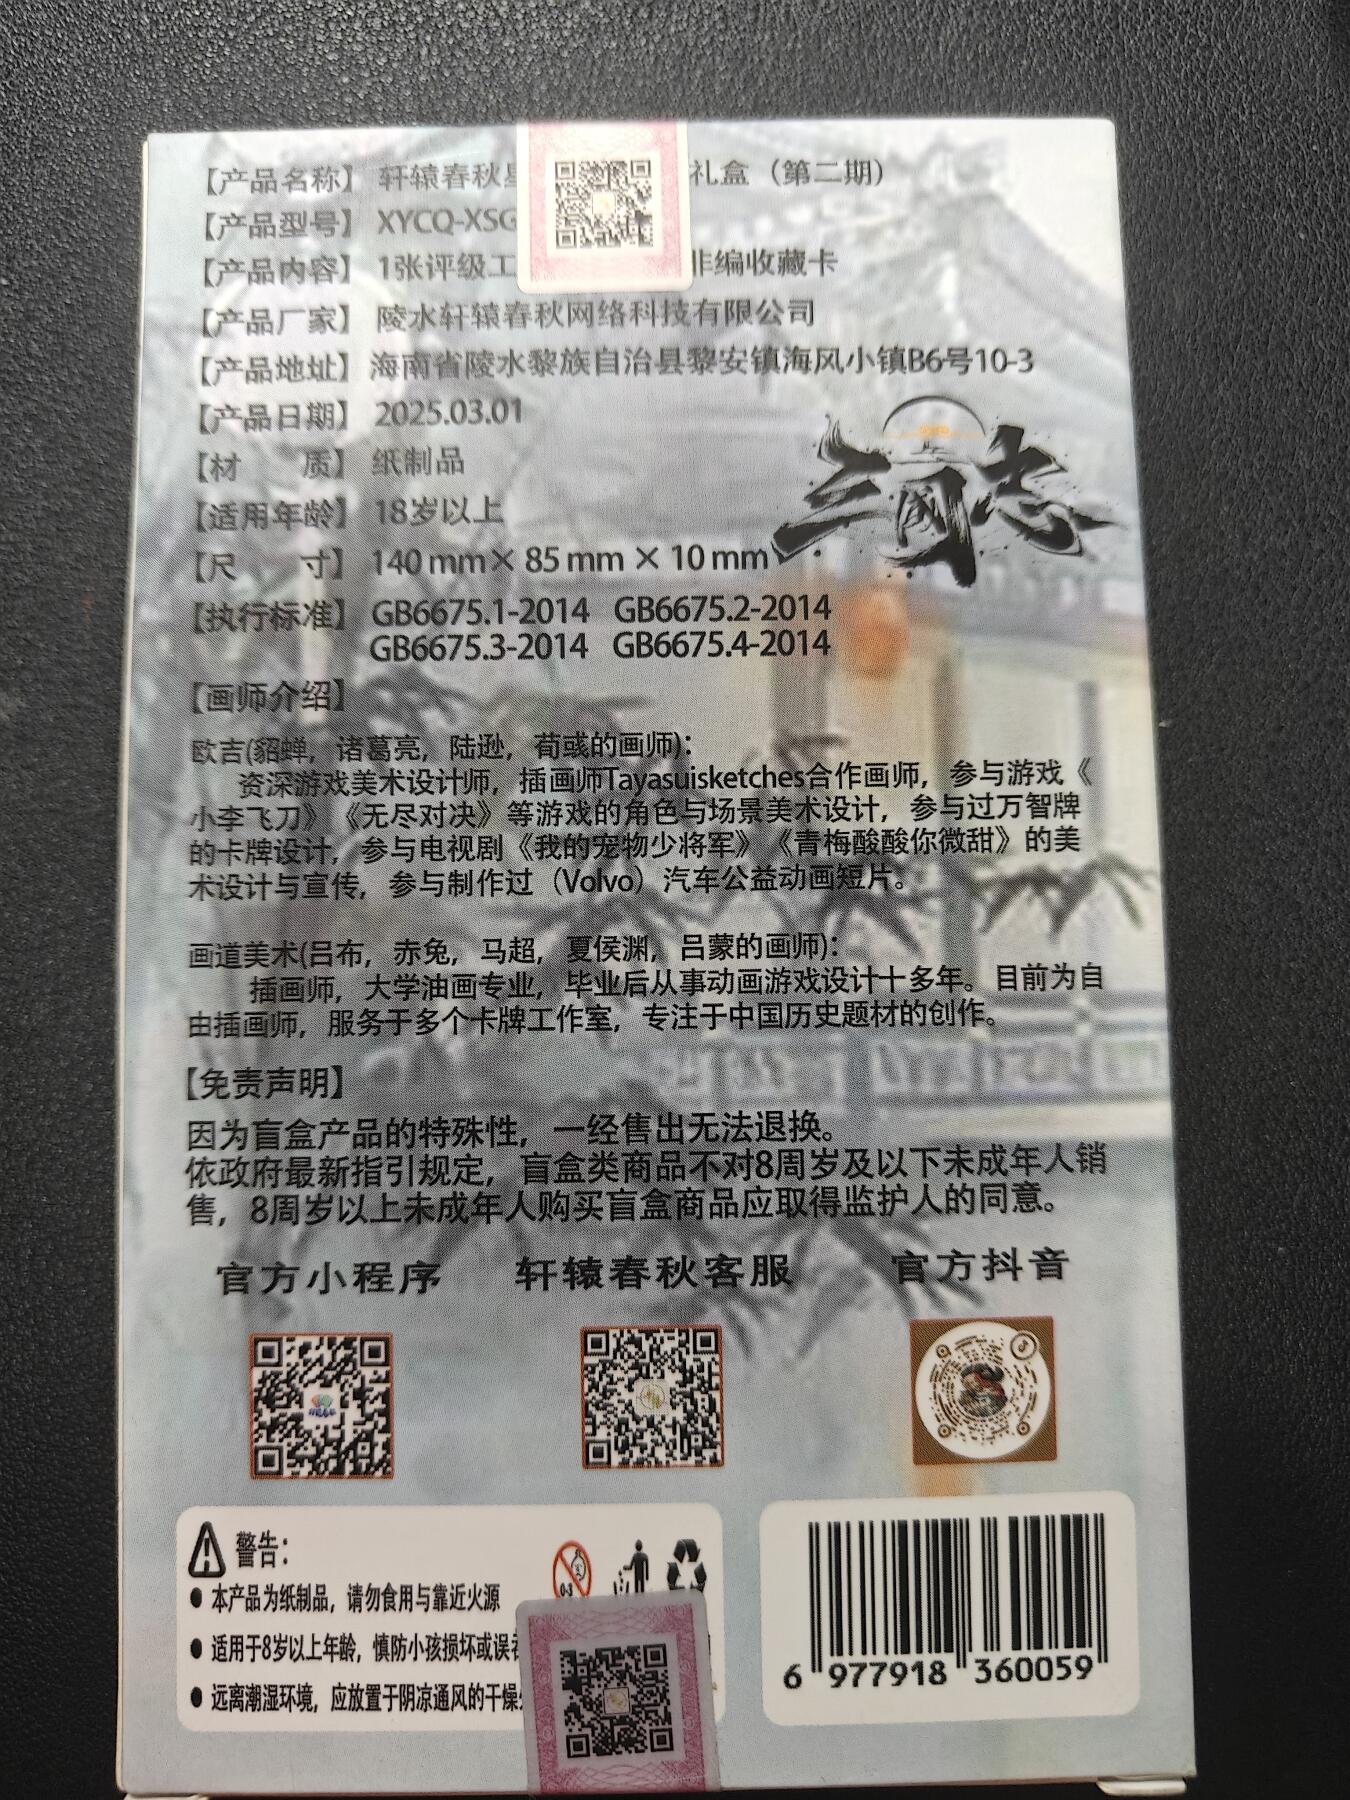 【产品名称】 轩辕春秋 礼盒（第二期）
【产品型号】 XYCQ-XSG
【产品内容】 1张评级工 非编收藏卡
【产品厂家】 陵水轩辕春秋网络科技有限公司
【产品地址】 海南省陵水黎族自治县黎安镇海风小镇B6号10-3
【产品日期】 2025.03.01
【材 质】 纸制品
【适用年龄】 18岁以上
【尺 寸】 140 mm × 85 mm × 10 mm
三國志
【执行标准】 GB6675.1-2014 GB6675.2-2014
GB6675.3-2014 GB6675.4-2014
【画师介绍】
欧吉(貂蝉，诸葛亮，陆逊，荀彧的画师)：
资深游戏美术设计师，插画师Tayasuisketches合作画师，参与游戏《
小李飞刀》《无尽对决》等游戏的角色与场景美术设计，参与过万智牌
的卡牌设计，参与电视剧《我的宠物少将军》《青梅酸酸你微甜》的美
术设计与宣传，参与制作过（Volvo）汽车公益动画短片。
画道美术(吕布，赤兔，马超，夏侯渊，吕蒙的画师)：
插画师，大学油画专业，毕业后从事动画游戏设计十多年。目前为自
由插画师，服务于多个卡牌工作室，专注于中国历史题材的创作。
【免责声明】
因为盲盒产品的特殊性，一经售出无法退换。
依政府最新指引规定，盲盒类商品不对8周岁及以下未成年人销
售，8周岁以上未成年人购买盲盒商品应取得监护人的同意。
官方小程序 轩辕春秋客服 官方抖音
警告：
0-3
● 本产品为纸制品，请勿食用与靠近火源
● 适用于8岁以上年龄，慎防小孩损坏或误吞
● 远离潮湿环境，应放置于阴凉通风的干燥
6 977918 360059